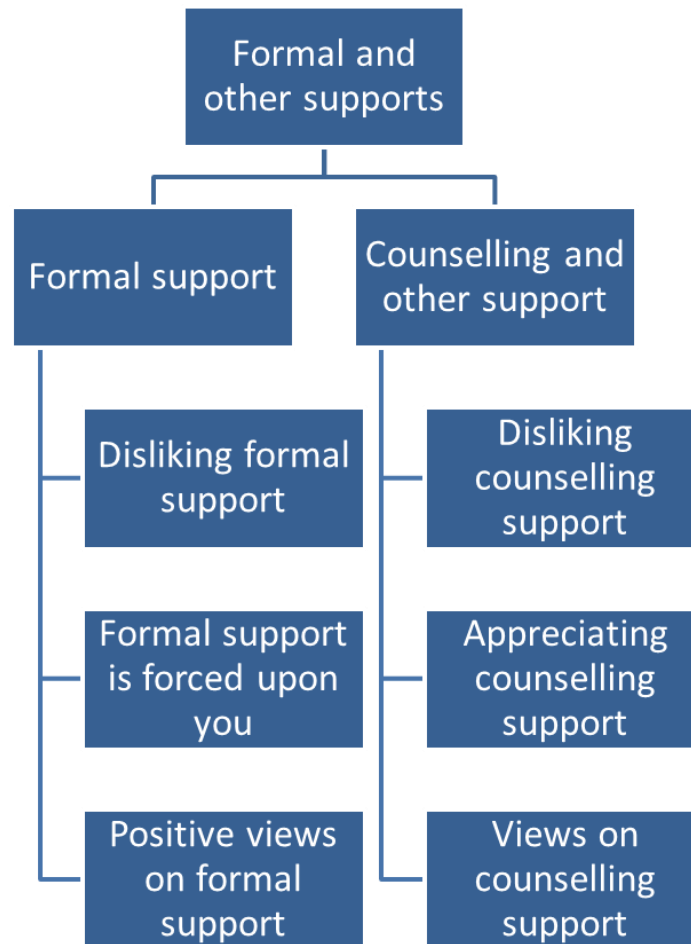 Formal and
other supports
Formal support
Counselling and
other support
Disliking formal
support
Formal support
is forced upon
you
Positive views
on formal
support
Disliking
counselling
support
Appreciating
counselling
support
Views on
counselling
support